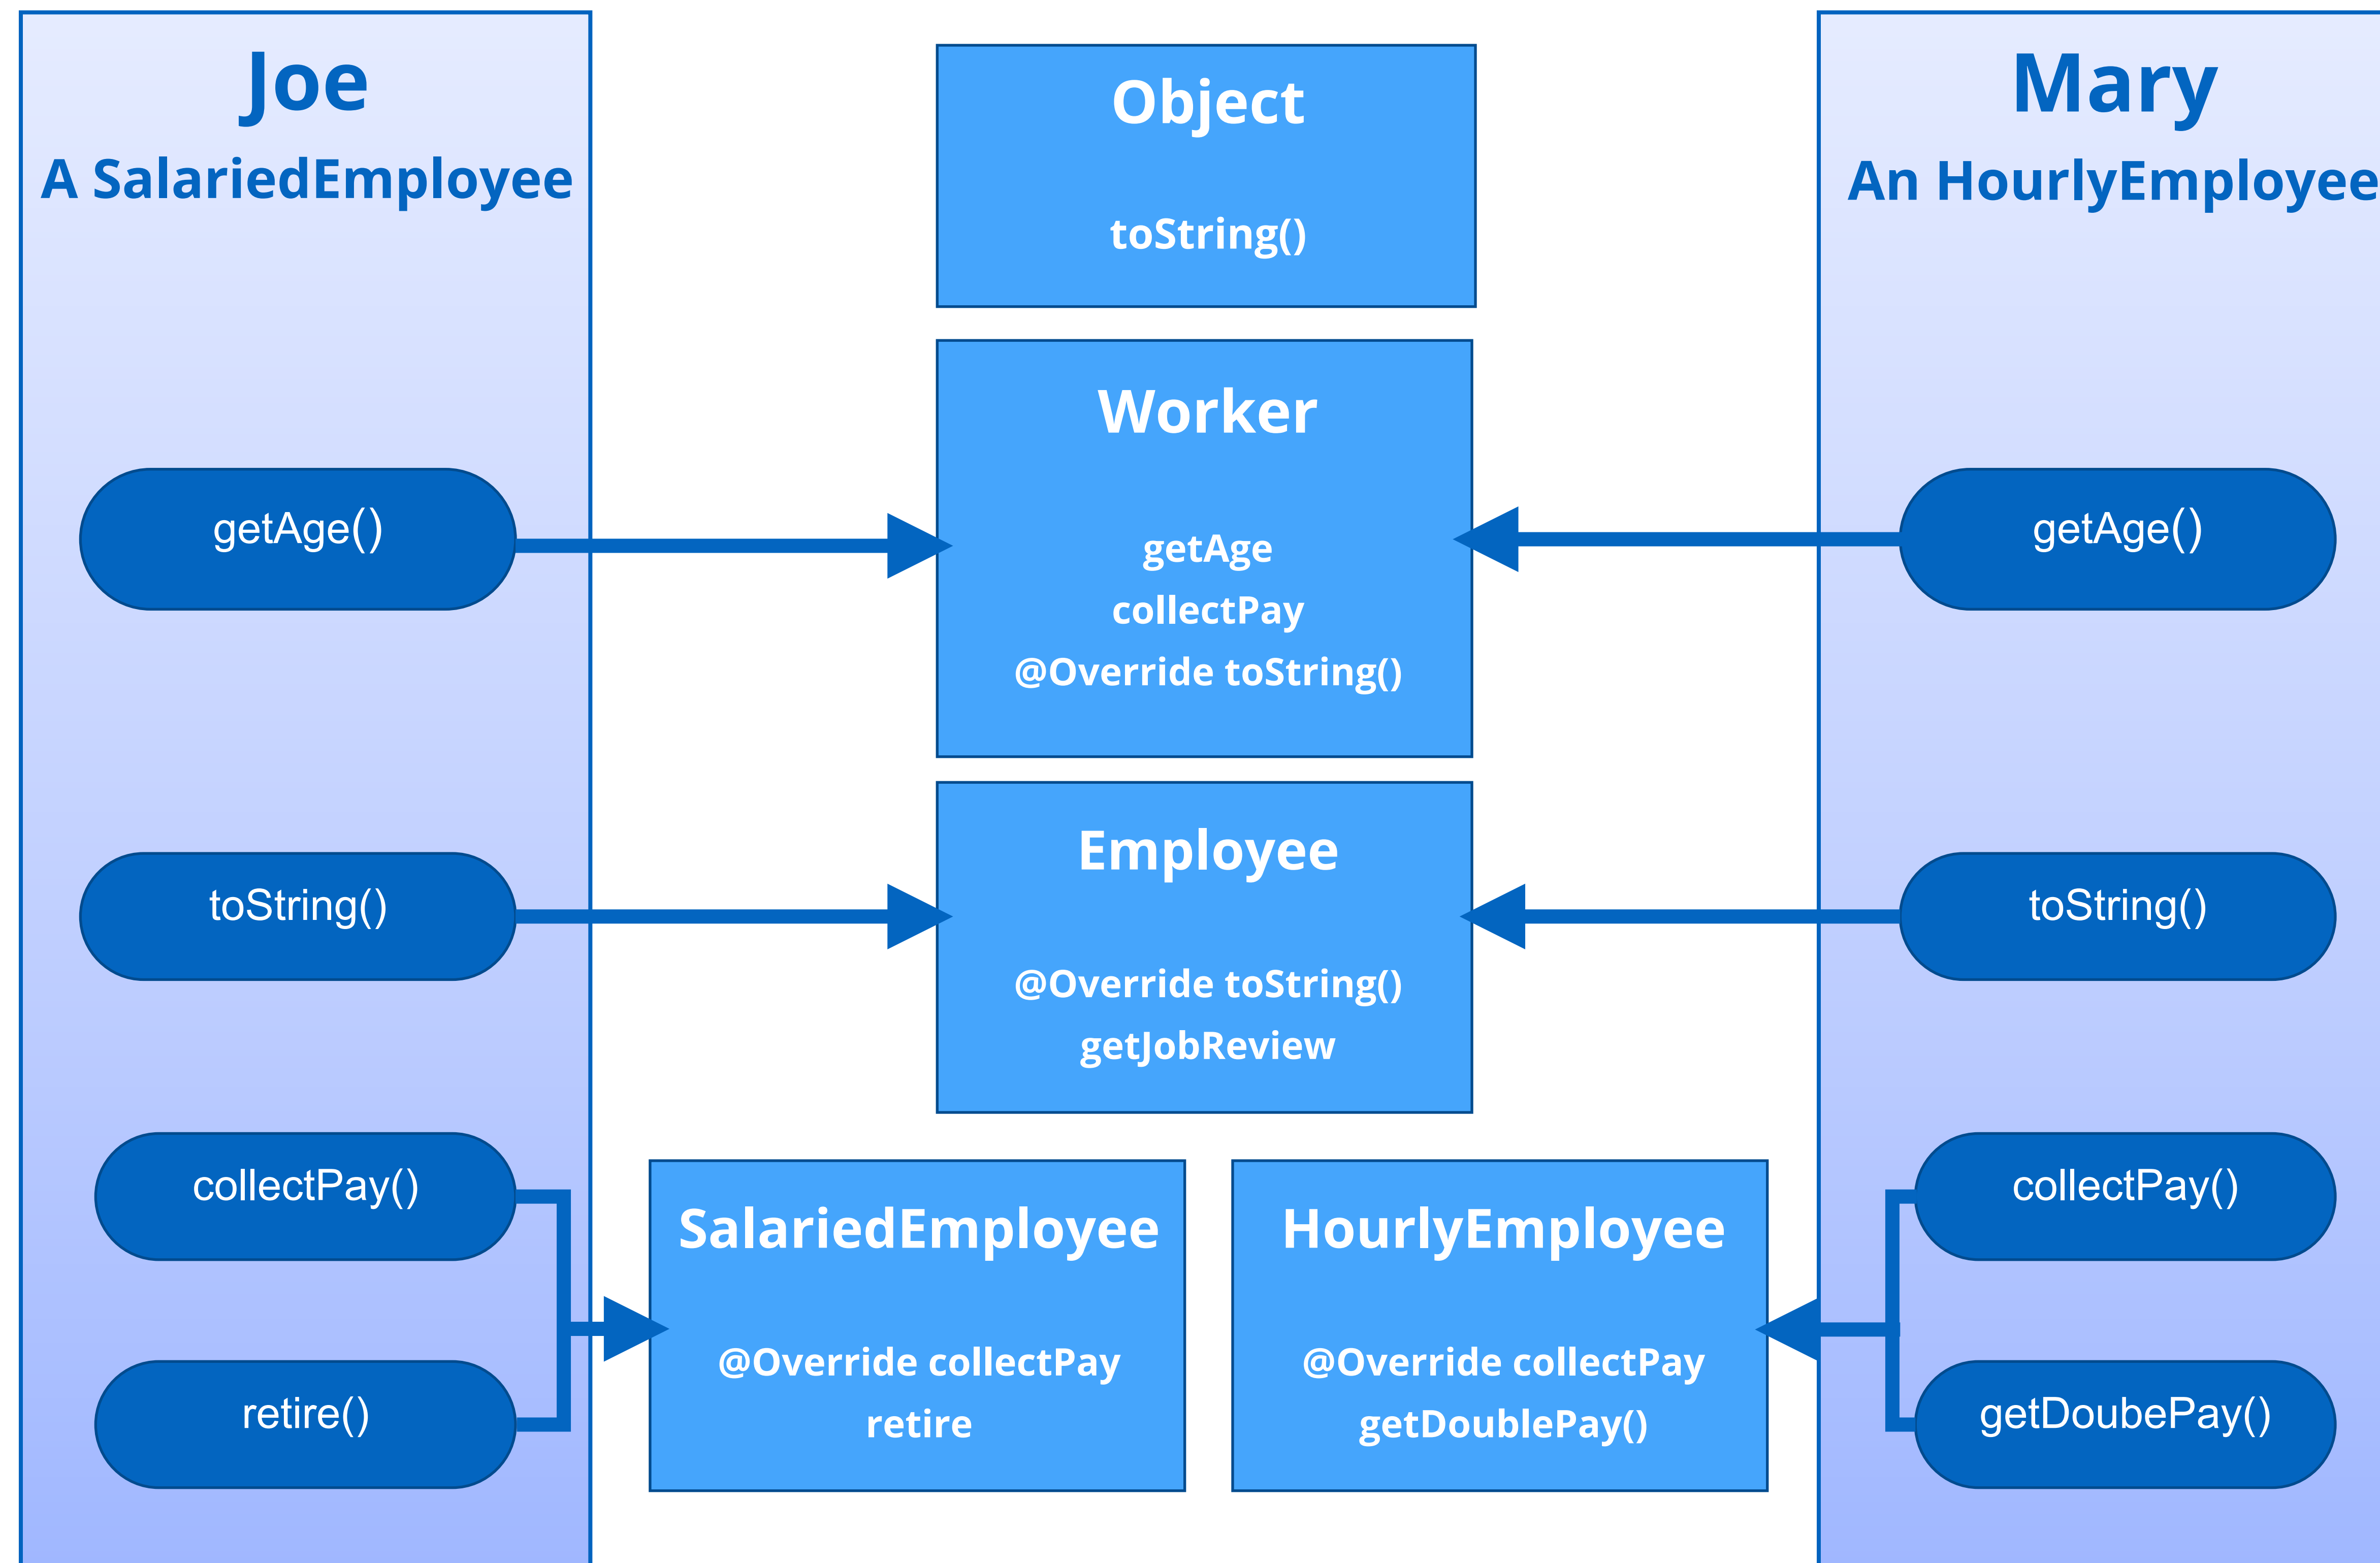 Joe
A SalariedEmployee
getAge()
toString()
collectPay()
retire()
Object
toString()
Worker
getAge
collectPay
@Override toString()
Employee
@Override toString()
getJobReview
SalariedEmployee
@Override collectPay
retire
HourlyEmployee
@Override collectPay
getDoublePay()
Mary
An HourlyEmployee
getAge()
toString()
collectPay()
getDoubePay()